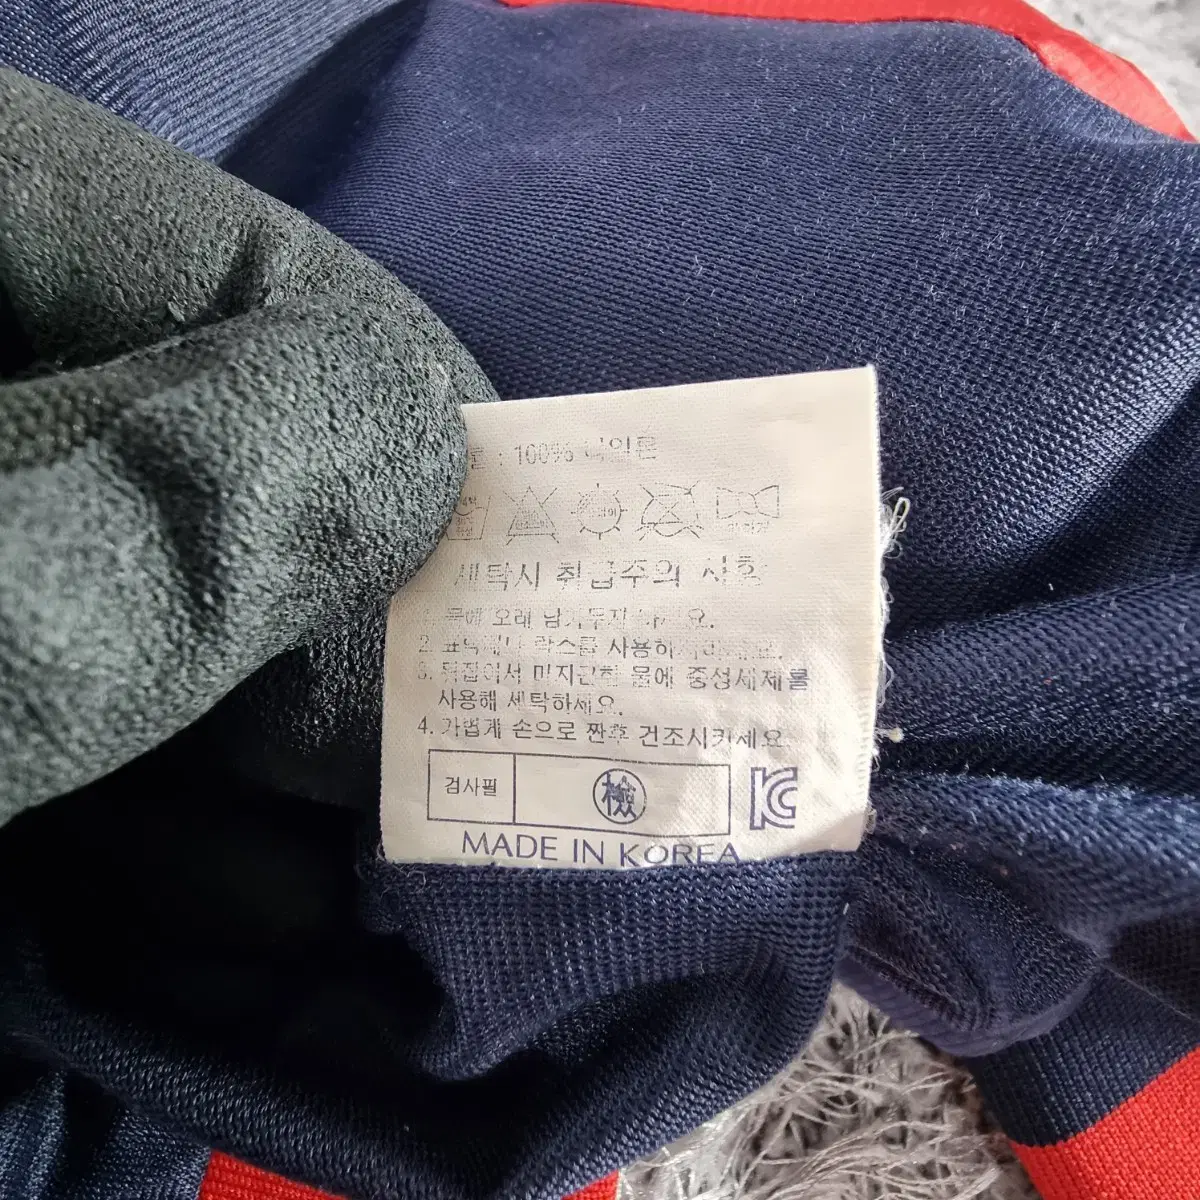 : 100% 나일론
세탁시 취급주의 사항
1. 물에 오래 담가두지 마세요.
2. 표백제나 락스를 사용하지 마세요.
3. 뒤집어서 미지근한 물에 중성세제를
사용해 세탁하세요.
4. 가볍게 손으로 짠후 건조시키세요.
검사필 檢 KC
MADE IN KOREA